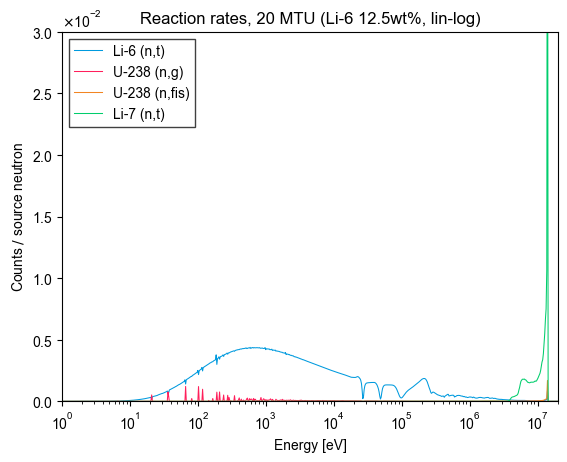 Reaction rates, 20 MTU (Li-6 12.5wt%, lin-log)
×10⁻²
3.0
2.5
2.0
1.5
1.0
0.5
0.0
Li-6 (n,t)
U-238 (n,g)
U-238 (n,fis)
Li-7 (n,t)
Counts / source neutron
10⁰ 10¹ 10² 10³ 10⁴ 10⁵ 10⁶ 10⁷
Energy [eV]